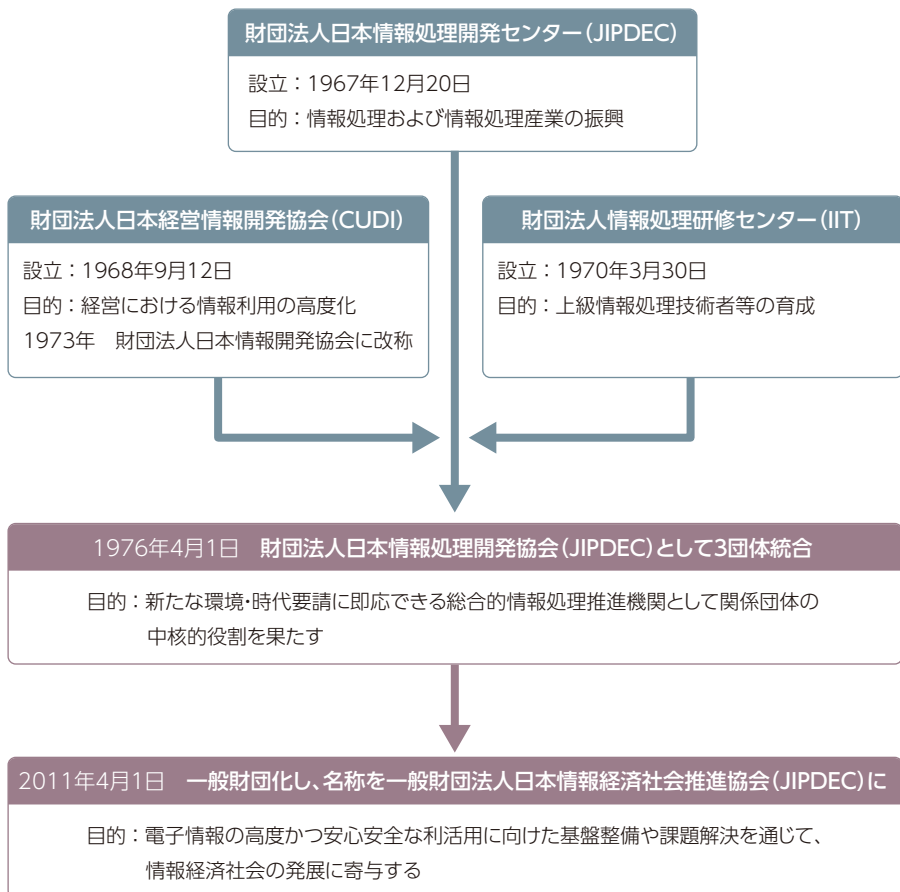 財団法人日本情報処理開発センター(JIPDEC)
設立：1967年12月20日
目的：情報処理および情報処理産業の振興
財団法人日本経営情報開発協会(CUDI)
設立：1968年9月12日
目的：経営における情報利用の高度化
1973年　財団法人日本情報開発協会に改称
財団法人情報処理研修センター(IIT)
設立：1970年3月30日
目的：上級情報処理技術者等の育成
1976年4月1日　財団法人日本情報処理開発協会(JIPDEC)として3団体統合
目的：新たな環境・時代要請に即応できる総合的情報処理推進機関として関係団体の
中核的役割を果たす
2011年4月1日　一般財団化し、名称を一般財団法人日本情報経済社会推進協会(JIPDEC)に
目的：電子情報の高度かつ安心安全な利活用に向けた基盤整備や課題解決を通じて、
情報経済社会の発展に寄与する